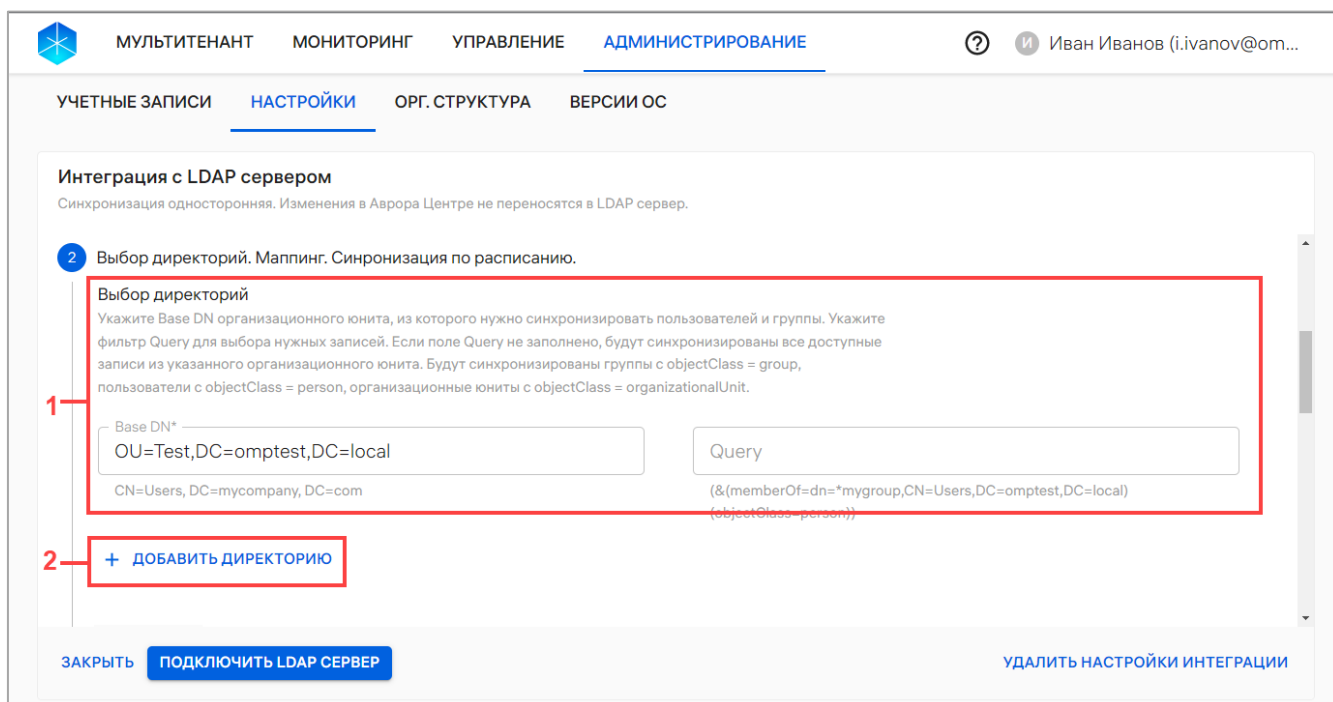 МУЛЬТИТЕНАНТ МОНИТОРИНГ УПРАВЛЕНИЕ АДМИНИСТРИРОВАНИЕ ? И Иван Иванов (i.ivanov@om...
УЧЕТНЫЕ ЗАПИСИ НАСТРОЙКИ ОРГ. СТРУКТУРА ВЕРСИИ ОС
Интеграция с LDAP сервером
Синхронизация односторонняя. Изменения в Аврора Центре не переносятся в LDAP сервер.
2 Выбор директорий. Маппинг. Синронизация по расписанию.
Выбор директорий
Укажите Base DN организационного юнита, из которого нужно синхронизировать пользователей и группы. Укажите
фильтр Query для выбора нужных записей. Если поле Query не заполнено, будут синхронизированы все доступные
записи из указанного организационного юнита. Будут синхронизированы группы с objectClass = group,
пользователи с objectClass = person, организационные юниты с objectClass = organizationalUnit.
1
Base DN*
OU=Test,DC=omptest,DC=local Query
CN=Users, DC=mycompany, DC=com (&(memberOf=dn=*mygroup,CN=Users,DC=omptest,DC=local)
(objectClass=person))
2 + ДОБАВИТЬ ДИРЕКТОРИЮ
ЗАКРЫТЬ ПОДКЛЮЧИТЬ LDAP СЕРВЕР УДАЛИТЬ НАСТРОЙКИ ИНТЕГРАЦИИ